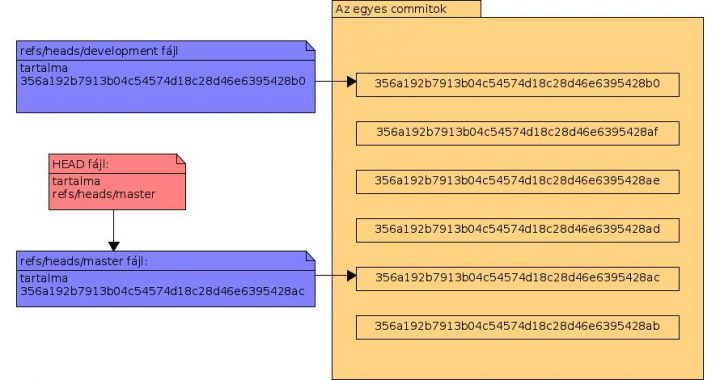 Az egyes commitok
refs/heads/development fájl
tartalma
356a192b7913b04c54574d18c28d46e6395428b0
356a192b7913b04c54574d18c28d46e6395428b0
356a192b7913b04c54574d18c28d46e6395428af
HEAD fájl:
tartalma
refs/heads/master
356a192b7913b04c54574d18c28d46e6395428ae
356a192b7913b04c54574d18c28d46e6395428ad
refs/heads/master fájl:
tartalma
356a192b7913b04c54574d18c28d46e6395428ac
356a192b7913b04c54574d18c28d46e6395428ac
356a192b7913b04c54574d18c28d46e6395428ab